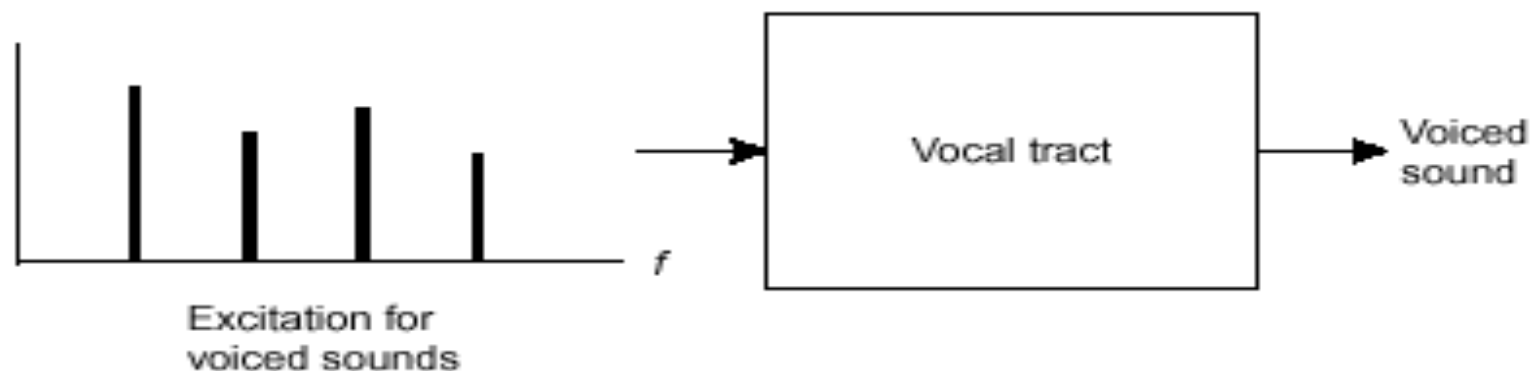 Vocal tract
Voiced
sound
f
Excitation for
voiced sounds